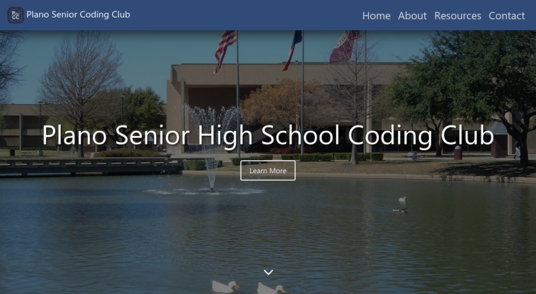 Plano Senior Coding Club
Home About Resources Contact
Plano Senior High School Coding Club
Learn More